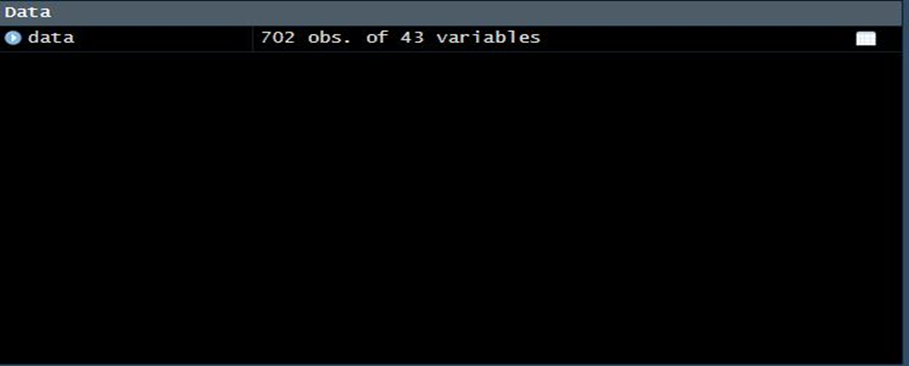 Data
data 702 obs. of 43 variables